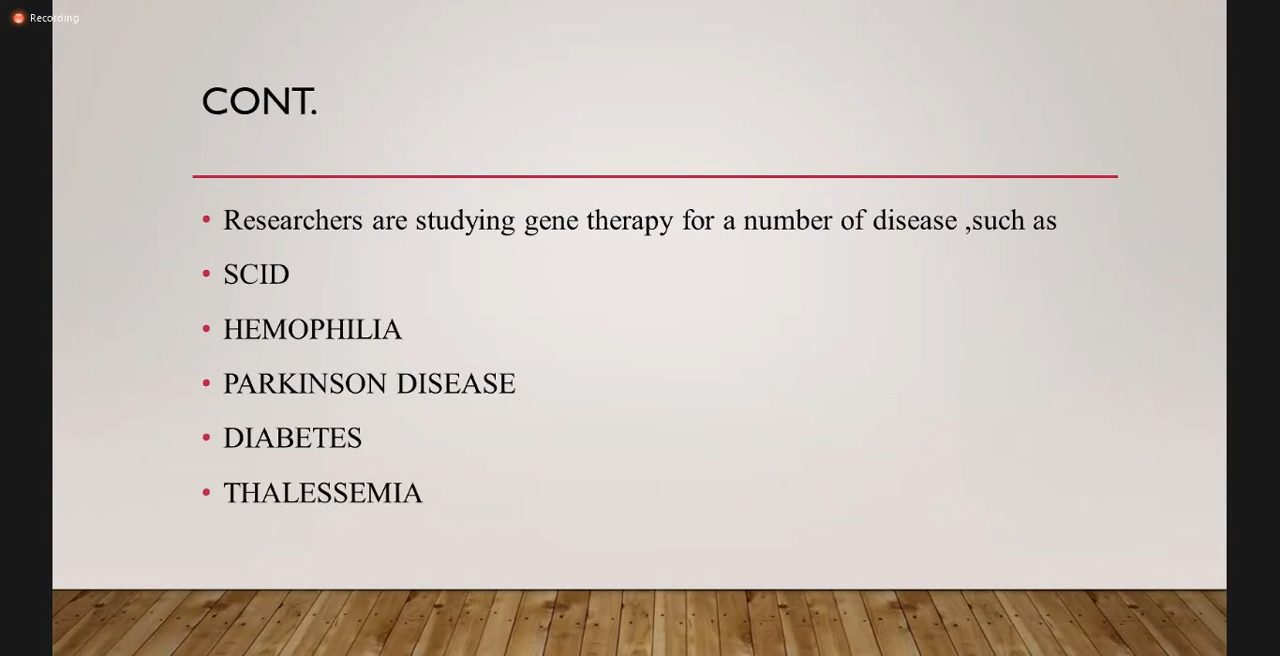 Recording
CONT.
• Researchers are studying gene therapy for a number of disease ,such as
• SCID
• HEMOPHILIA
• PARKINSON DISEASE
• DIABETES
• THALESSEMIA